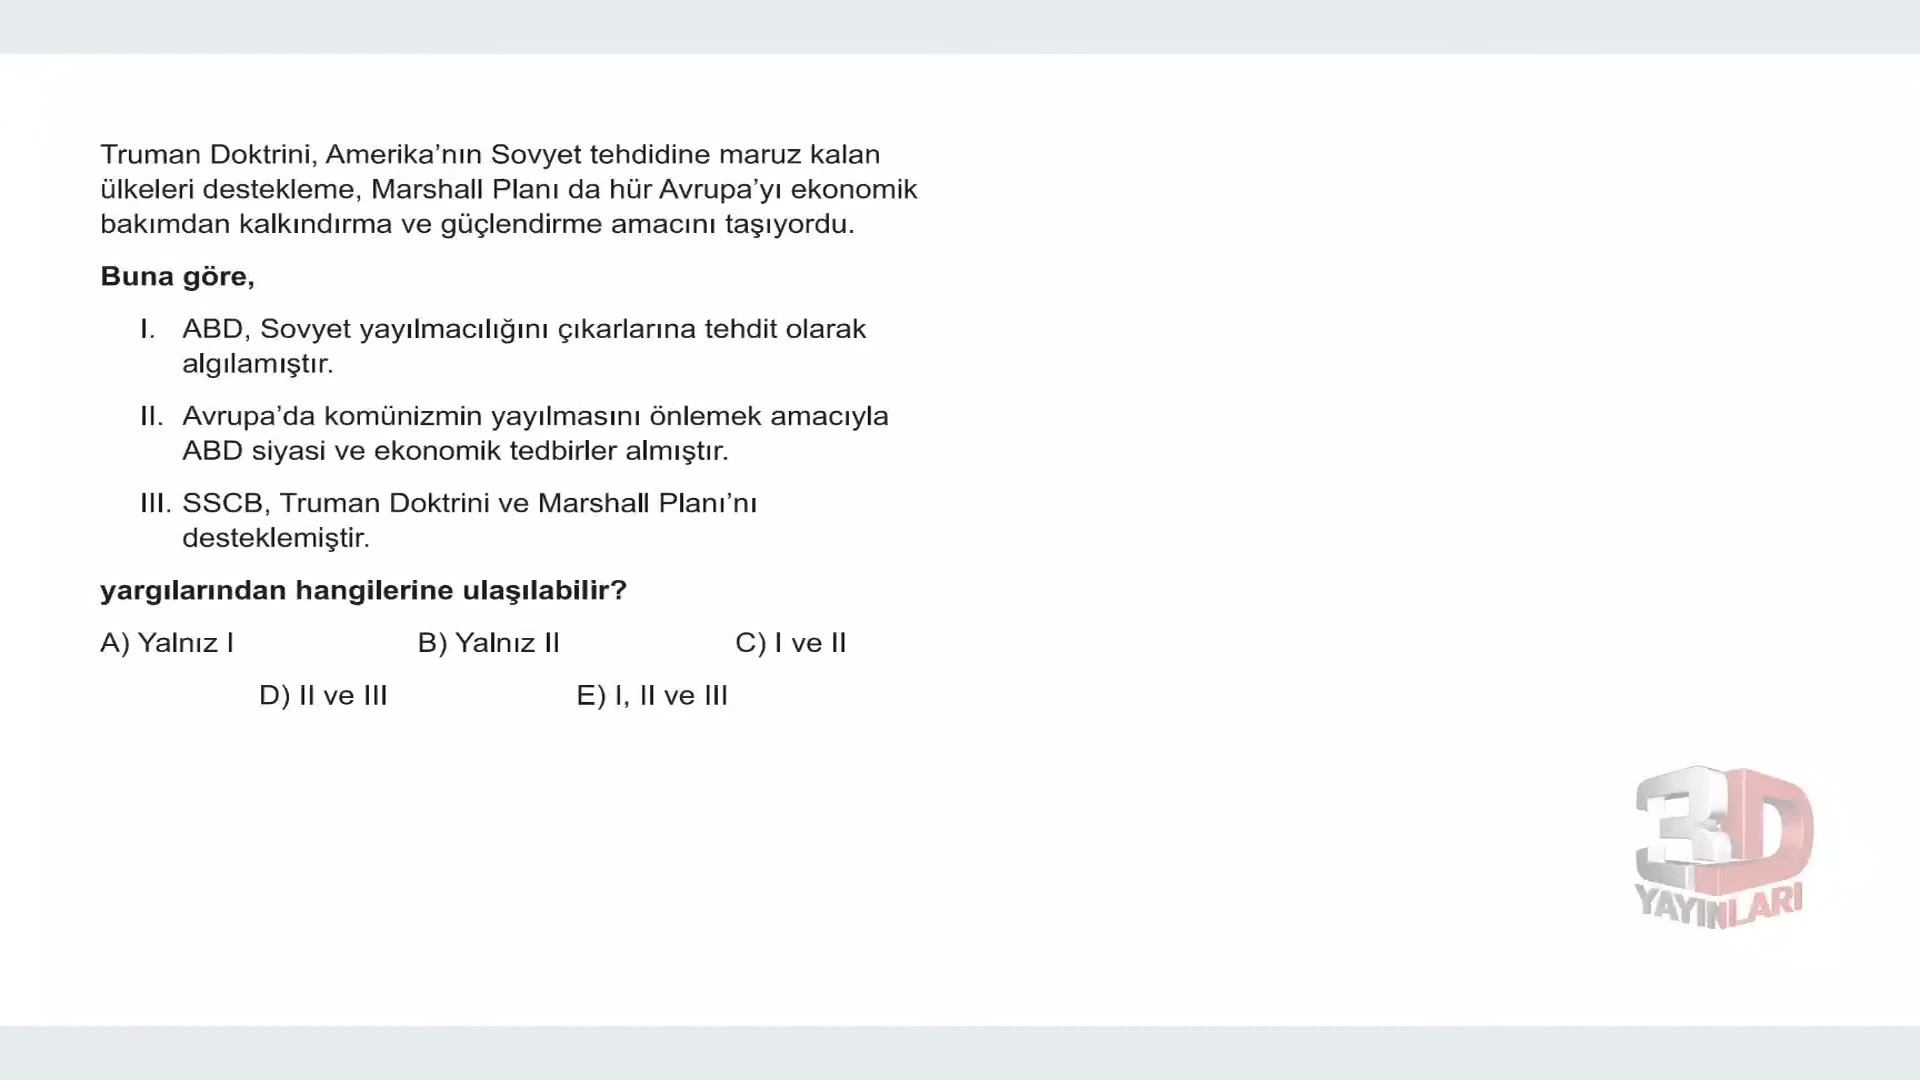 Truman Doktrini, Amerika’nın Sovyet tehdidine maruz kalan
ülkeleri destekleme, Marshall Planı da hür Avrupa’yı ekonomik
bakımdan kalkındırma ve güçlendirme amacını taşıyordu.
Buna göre,
I. ABD, Sovyet yayılmacılığını çıkarlarına tehdit olarak
algılamıştır.
II. Avrupa’da komünizmin yayılmasını önlemek amacıyla
ABD siyasi ve ekonomik tedbirler almıştır.
III. SSCB, Truman Doktrini ve Marshall Planı’nı
desteklemiştir.
yargılarından hangilerine ulaşılabilir?
A) Yalnız I B) Yalnız II C) I ve II
D) II ve III E) I, II ve III
3D
YAYINLARI